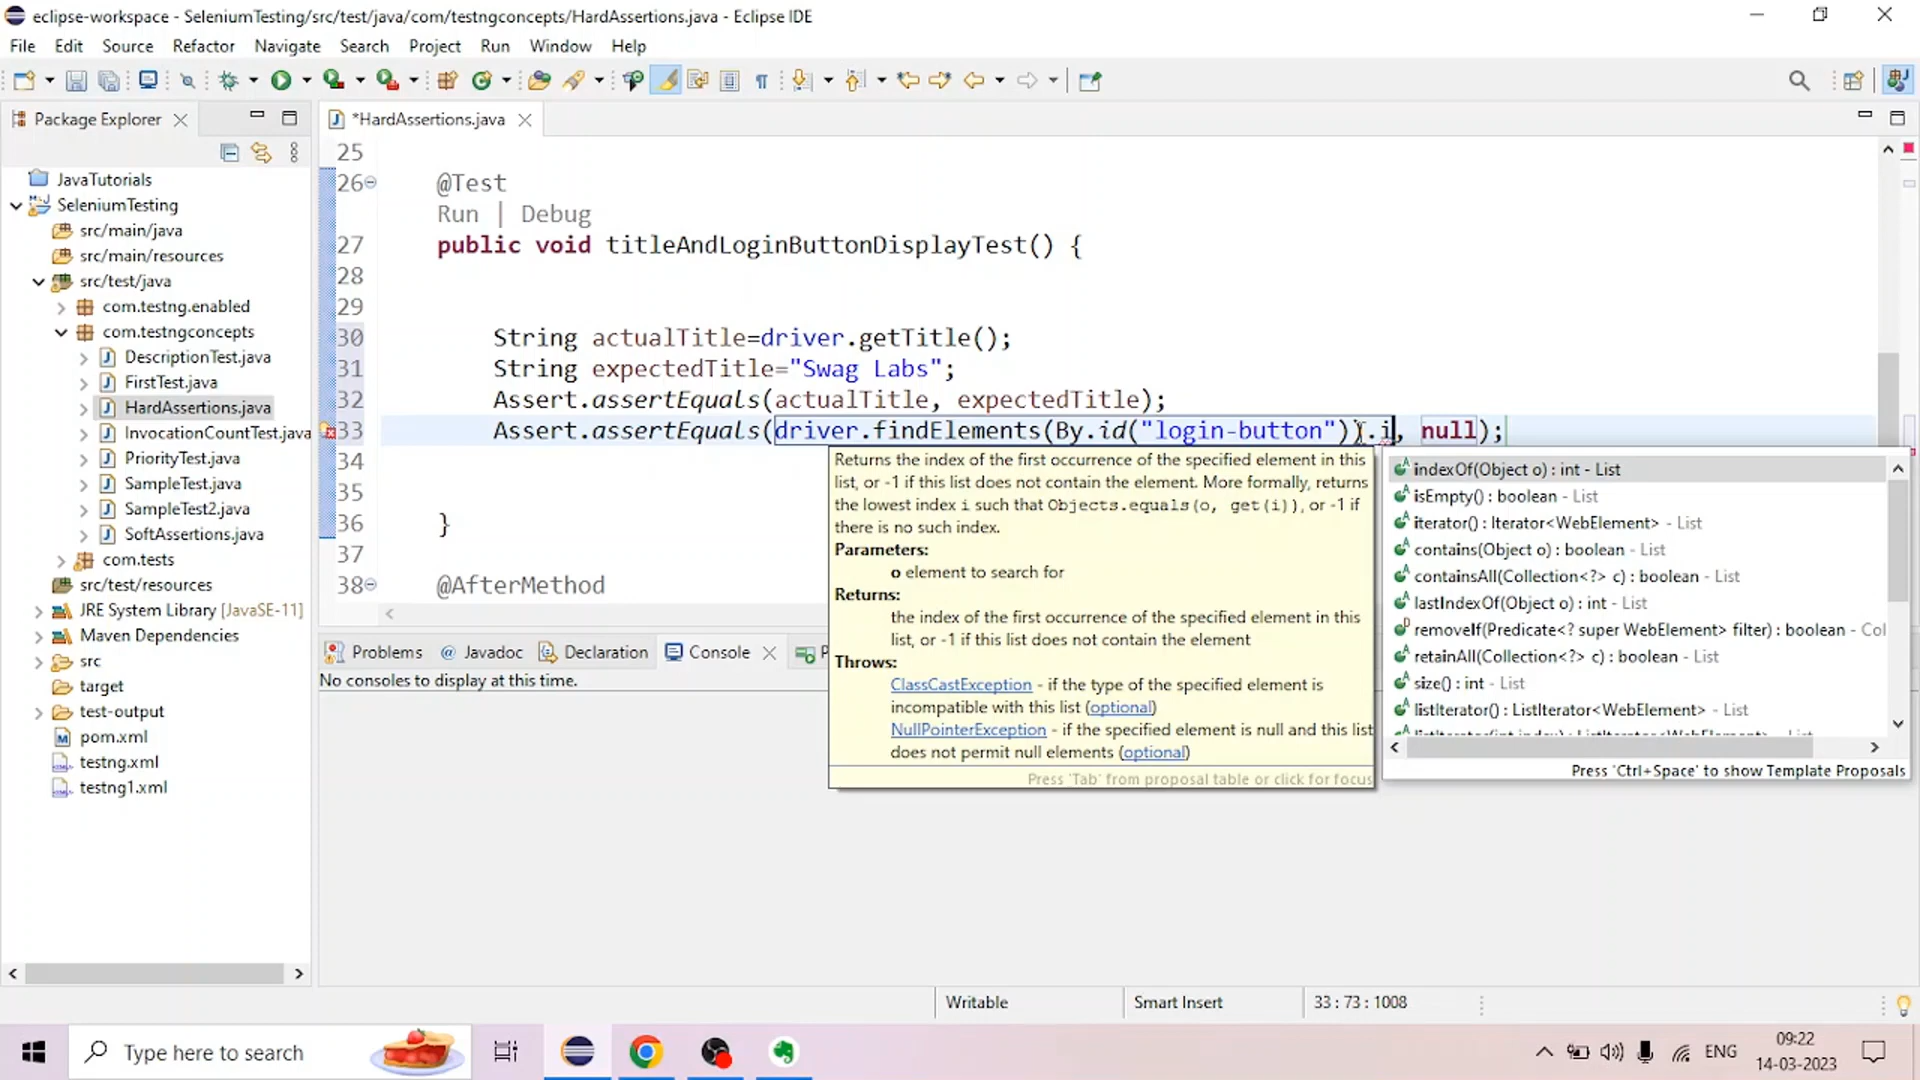 eclipse-workspace - SeleniumTesting/src/test/java/com/testngconcepts/HardAssertions.java - Eclipse IDE
File Edit Source Refactor Navigate Search Project Run Window Help
Package Explorer
JavaTutorials
SeleniumTesting
src/main/java
src/main/resources
src/test/java
com.testng.enabled
com.testngconcepts
DescriptionTest.java
FirstTest.java
HardAssertions.java
InvocationCountTest.java
PriorityTest.java
SampleTest.java
SampleTest2.java
SoftAssertions.java
com.tests
src/test/resources
JRE System Library [JavaSE-11]
Maven Dependencies
src
target
test-output
pom.xml
testng.xml
testng1.xml
*HardAssertions.java
25
26 @Test
Run | Debug
27 public void titleAndLoginButtonDisplayTest() {
28
29
30 String actualTitle=driver.getTitle();
31 String expectedTitle="Swag Labs";
32 Assert.assertEquals(actualTitle, expectedTitle);
33 Assert.assertEquals(driver.findElements(By.id("login-button")).i, null);
34
35
36 }
37
38 @AfterMethod
Returns the index of the first occurrence of the specified element in this
list, or -1 if this list does not contain the element. More formally, returns
the lowest index i such that Objects.equals(o, get(i)), or -1 if
there is no such index.
Parameters:
o element to search for
Returns:
the index of the first occurrence of the specified element in this
list, or -1 if this list does not contain the element
Throws:
ClassCastException - if the type of the specified element is
incompatible with this list (optional)
NullPointerException - if the specified element is null and this list
does not permit null elements (optional)
Press 'Tab' from proposal table or click for focus
indexOf(Object o) : int - List
isEmpty() : boolean - List
iterator() : Iterator<WebElement> - List
contains(Object o) : boolean - List
containsAll(Collection<?> c) : boolean - List
lastIndexOf(Object o) : int - List
removeIf(Predicate<? super WebElement> filter) : boolean - Col
retainAll(Collection<?> c) : boolean - List
size() : int - List
listIterator() : ListIterator<WebElement> - List
listIterator(int index) : ListIterator<WebElement> - List
Press 'Ctrl+Space' to show Template Proposals
Problems @ Javadoc Declaration Console
No consoles to display at this time.
Writable Smart Insert 33 : 73 : 1008
Type here to search
ENG
09:22
14-03-2023